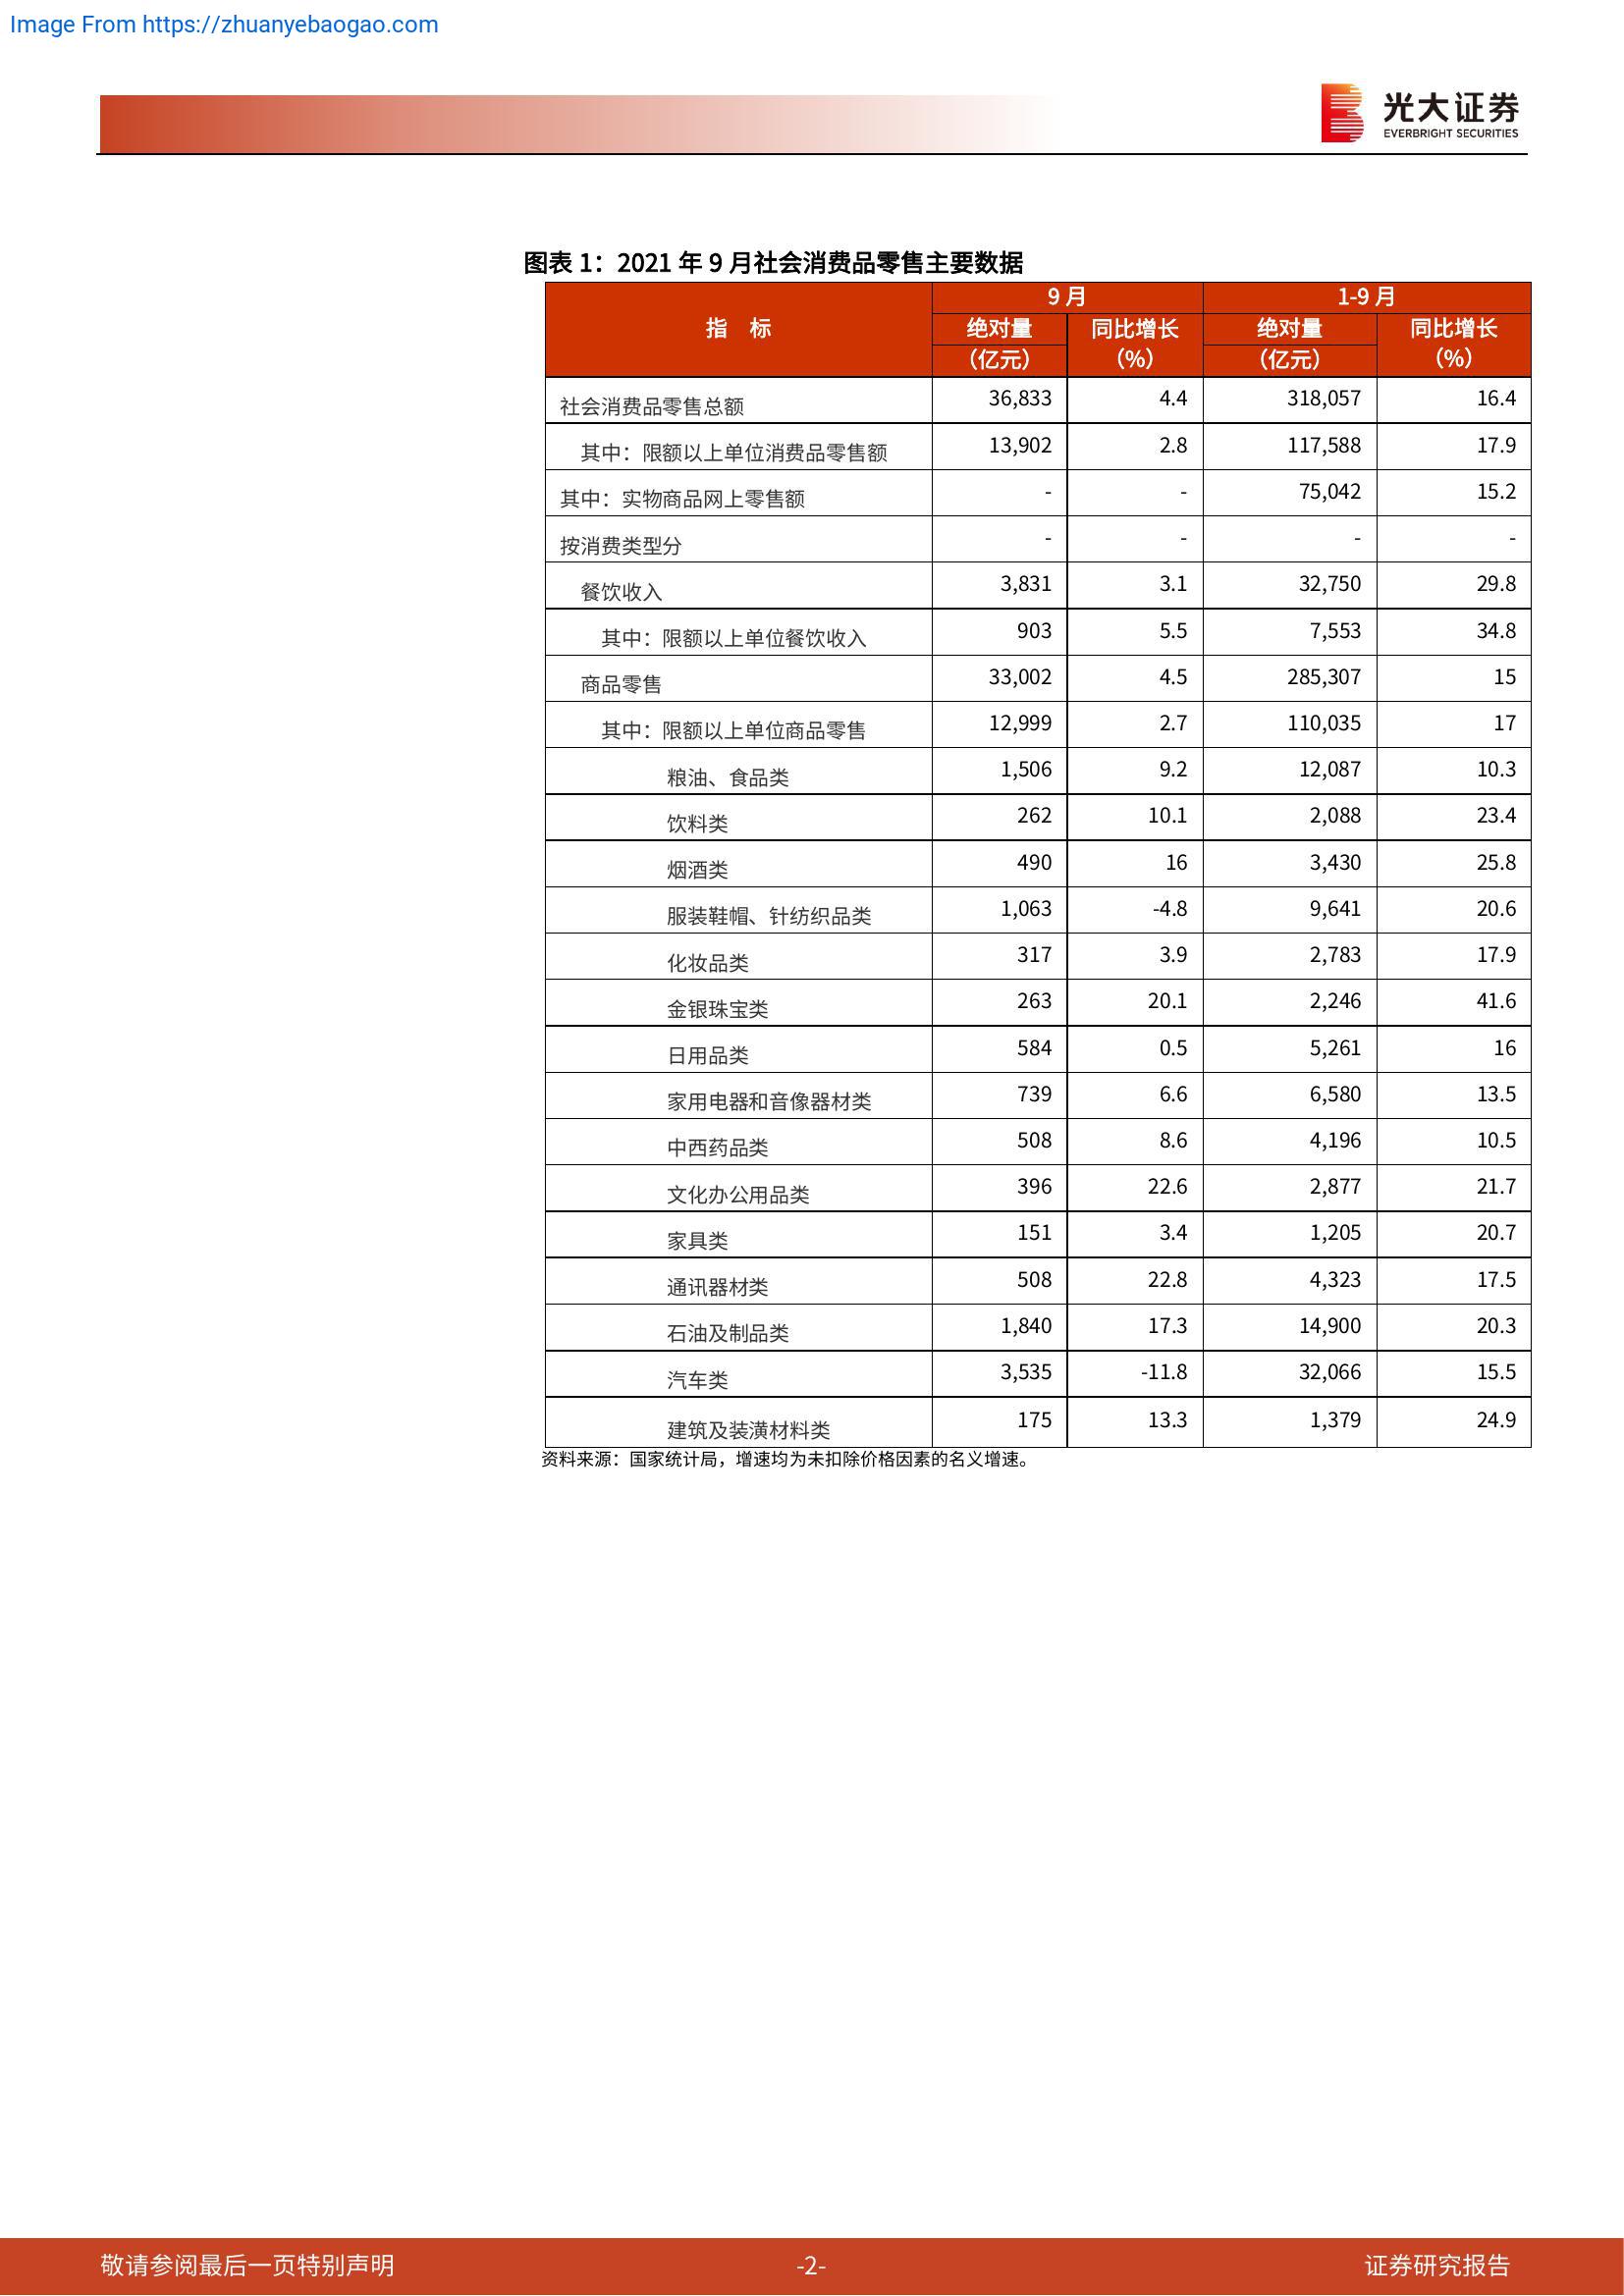 Image From https://zhuanyebaogao.com
光大证券
EVERBRIGHT SECURITIES
图表 1：2021 年 9 月社会消费品零售主要数据
指 标 9 月 1-9 月
绝对量 同比增长 绝对量 同比增长
（亿元） （%） （亿元） （%）
社会消费品零售总额 36,833 4.4 318,057 16.4
其中：限额以上单位消费品零售额 13,902 2.8 117,588 17.9
其中：实物商品网上零售额 - - 75,042 15.2
按消费类型分 - - - -
餐饮收入 3,831 3.1 32,750 29.8
其中：限额以上单位餐饮收入 903 5.5 7,553 34.8
商品零售 33,002 4.5 285,307 15
其中：限额以上单位商品零售 12,999 2.7 110,035 17
粮油、食品类 1,506 9.2 12,087 10.3
饮料类 262 10.1 2,088 23.4
烟酒类 490 16 3,430 25.8
服装鞋帽、针纺织品类 1,063 -4.8 9,641 20.6
化妆品类 317 3.9 2,783 17.9
金银珠宝类 263 20.1 2,246 41.6
日用品类 584 0.5 5,261 16
家用电器和音像器材类 739 6.6 6,580 13.5
中西药品类 508 8.6 4,196 10.5
文化办公用品类 396 22.6 2,877 21.7
家具类 151 3.4 1,205 20.7
通讯器材类 508 22.8 4,323 17.5
石油及制品类 1,840 17.3 14,900 20.3
汽车类 3,535 -11.8 32,066 15.5
建筑及装潢材料类 175 13.3 1,379 24.9
资料来源：国家统计局，增速均为未扣除价格因素的名义增速。
敬请参阅最后一页特别声明 -2- 证券研究报告